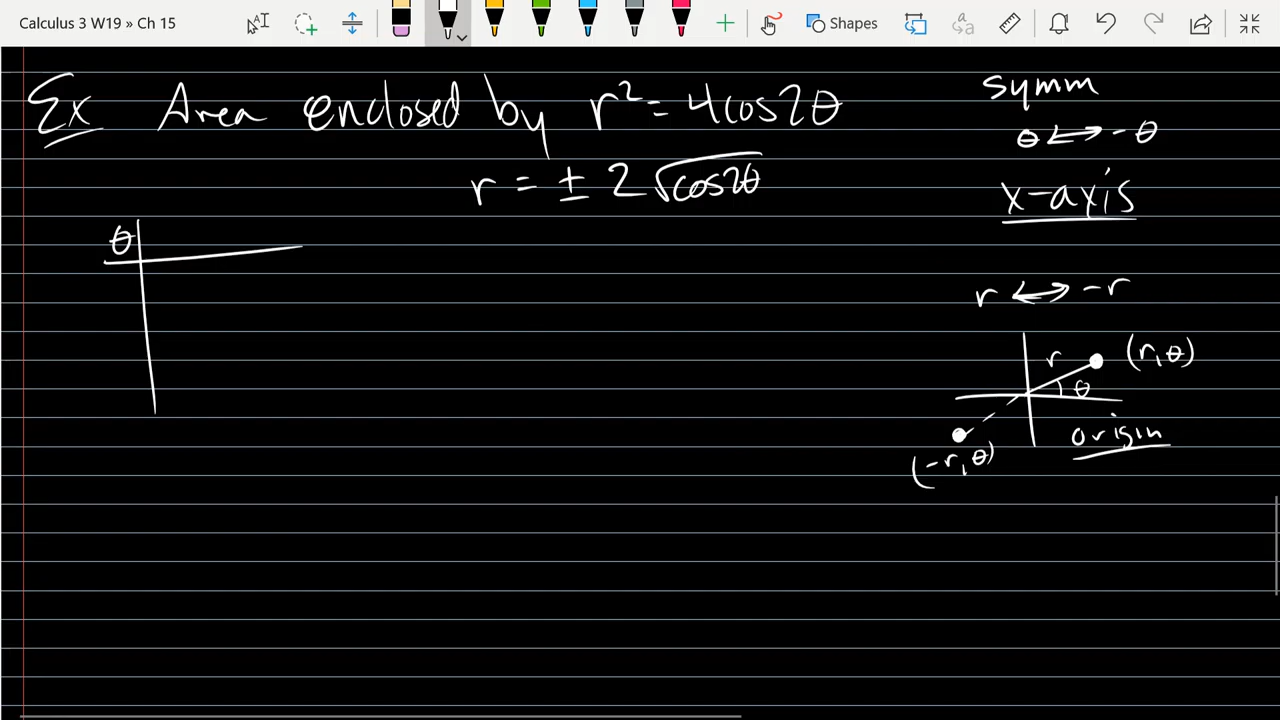 Calculus 3 W19 » Ch 15
Shapes
Ex Area enclosed by r² = 4cos2θ
r = ± 2√cos2θ
θ
symm
θ ⟷ -θ
x-axis
r ⟷ -r
r (r, θ)
θ
origin
(-r, θ)